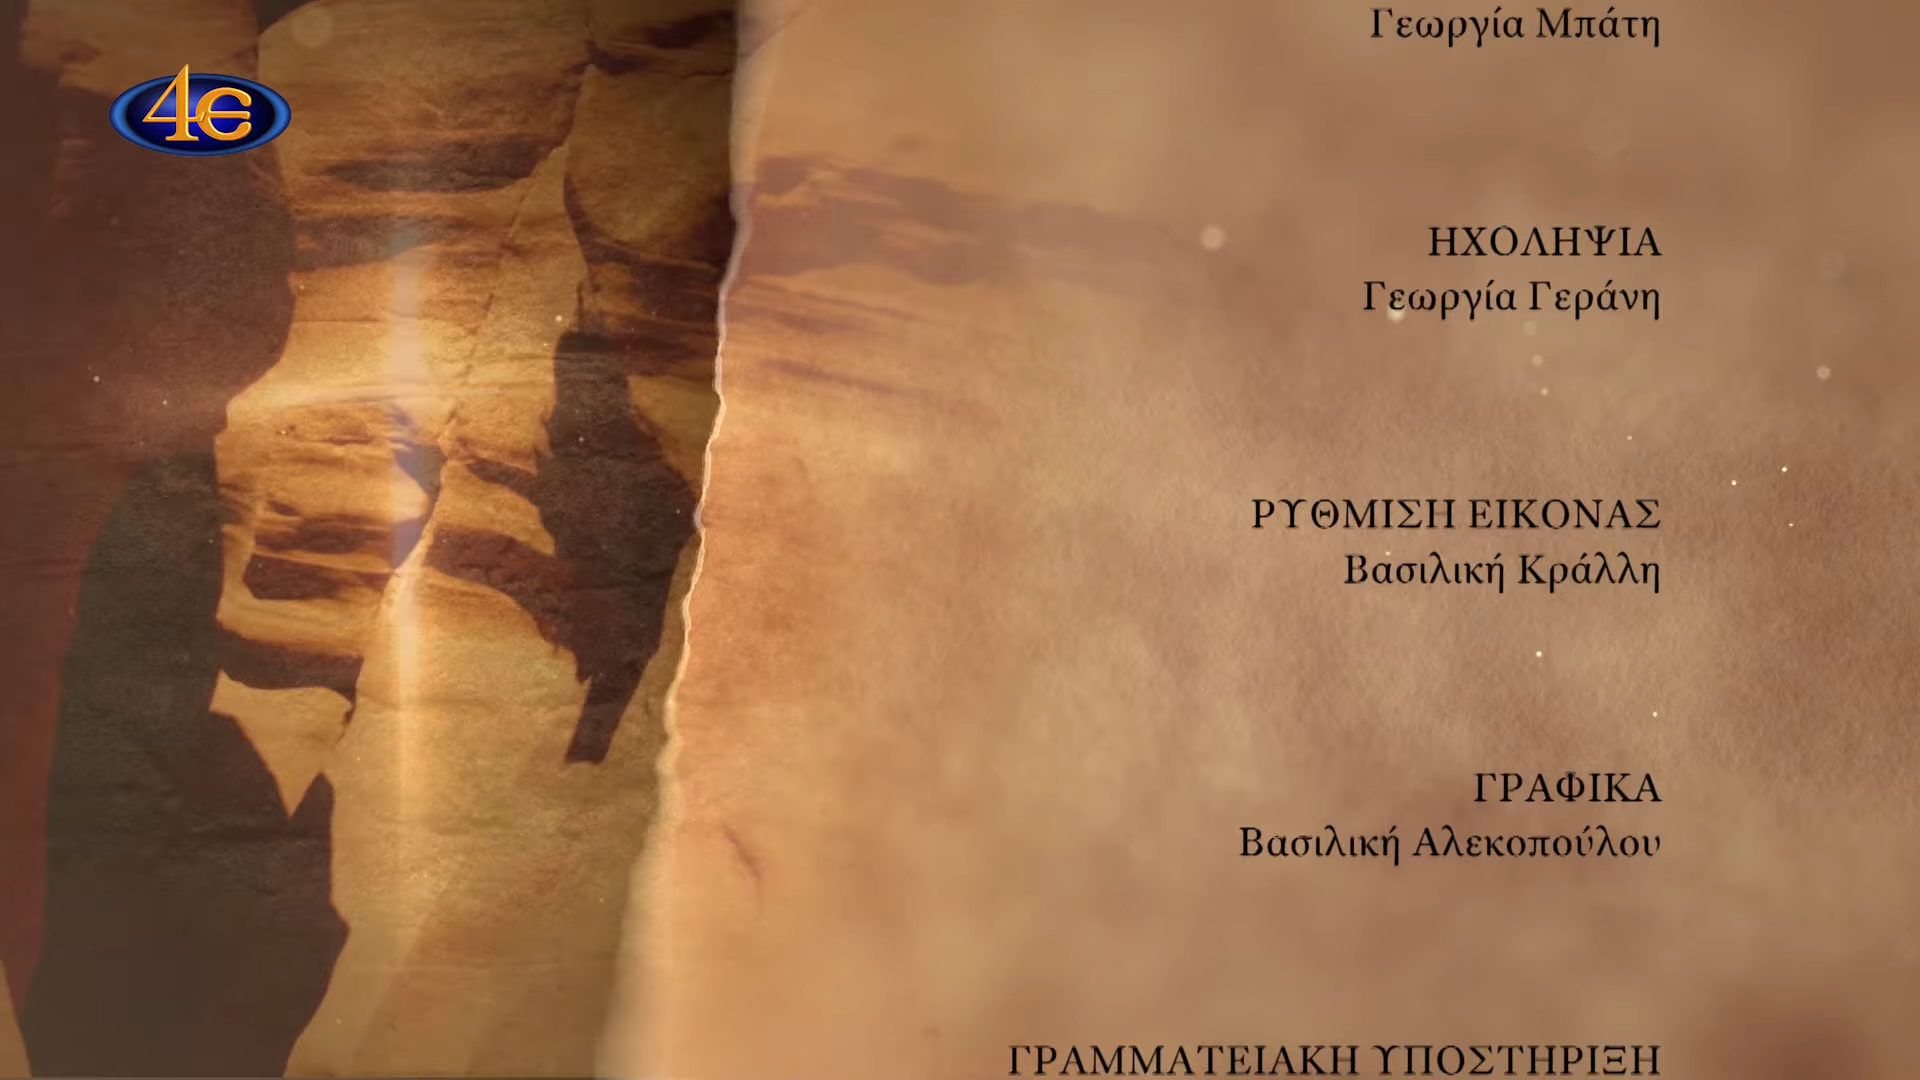 4Ε
Γεωργία Μπάτη
ΗΧΟΛΗΨΙΑ
Γεωργία Γεράνη
ΡΥΘΜΙΣΗ ΕΙΚΟΝΑΣ
Βασιλική Κράλλη
ΓΡΑΦΙΚΑ
Βασιλική Αλεκοπούλου
ΓΡΑΜΜΑΤΕΙΑΚΗ ΥΠΟΣΤΗΡΙΞΗ